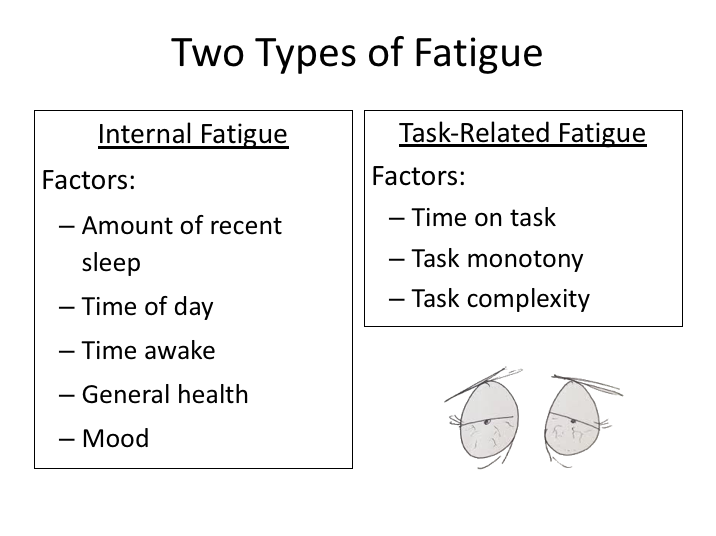 Two Types of Fatigue
Internal Fatigue
Factors:
– Amount of recent
sleep
– Time of day
– Time awake
– General health
– Mood
Task-Related Fatigue
Factors:
– Time on task
– Task monotony
– Task complexity